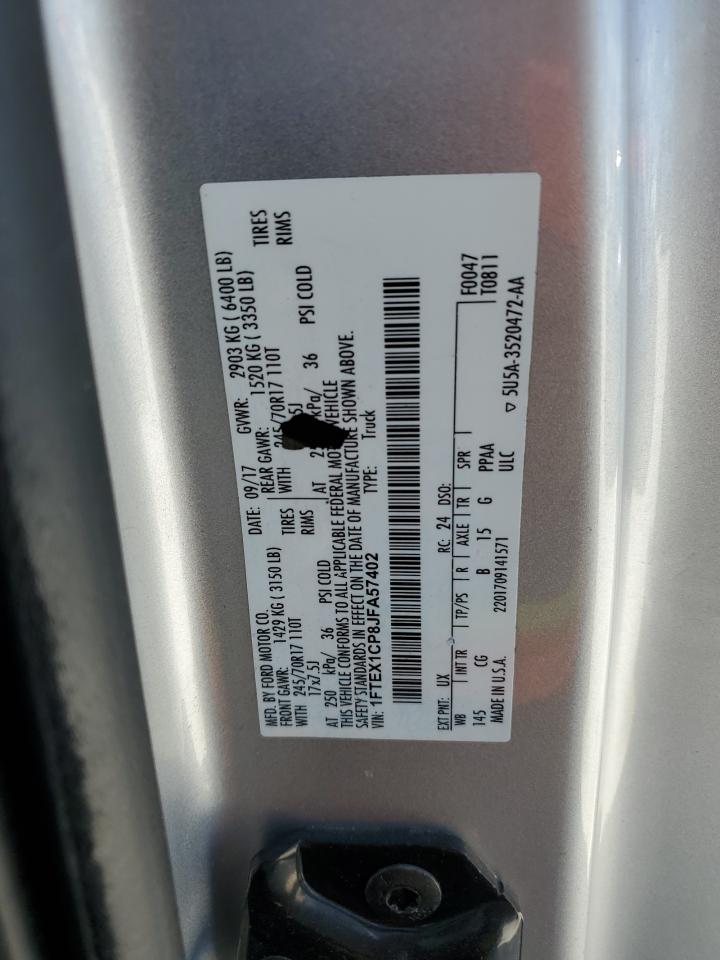 MFD. BY FORD MOTOR CO. DATE: 09/17 GVWR: 2903 KG ( 6400 LB)
FRONT GAWR: 1429 KG ( 3150 LB) REAR GAWR: 1520 KG ( 3350 LB)
WITH 245/70R17 110T TIRES WITH 245/70R17 110T TIRES
17x7.5J RIMS 5J RIMS
AT 250 kPa/ 36 PSI COLD AT kPa/ 36 PSI COLD
THIS VEHICLE CONFORMS TO ALL APPLICABLE FEDERAL MOTOR VEHICLE
SAFETY STANDARDS IN EFFECT ON THE DATE OF MANUFACTURE SHOWN ABOVE.
VIN: 1FTEX1CP8JFA57402 TYPE: Truck
EXT PNT: UX RC: 24 DSO: F0047
WB INT TR TP/PS R AXLE TR SPR T0811
145 CG B 15 G PPAA
MADE IN U.S.A. 2201709141571 ULC
▽ 5U5A-3520472-AA